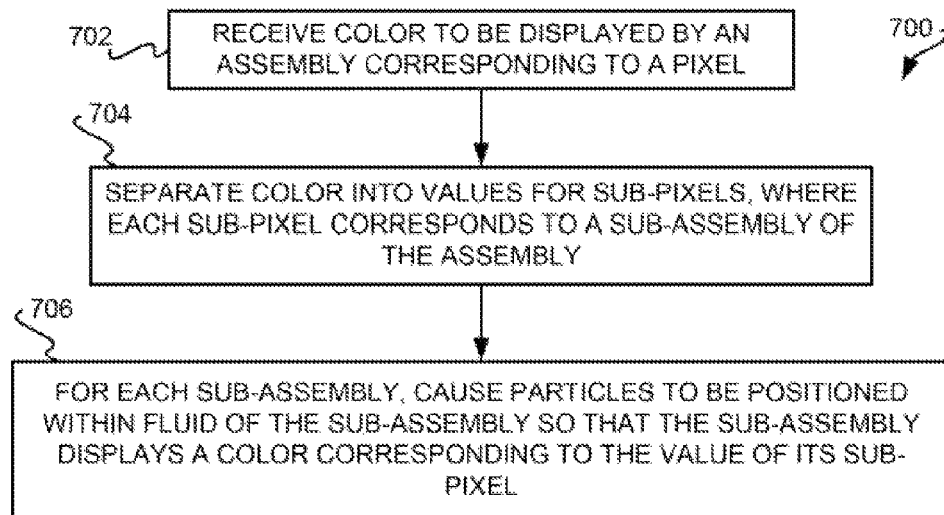 702
RECEIVE COLOR TO BE DISPLAYED BY AN
ASSEMBLY CORRESPONDING TO A PIXEL
700
704
SEPARATE COLOR INTO VALUES FOR SUB-PIXELS, WHERE
EACH SUB-PIXEL CORRESPONDS TO A SUB-ASSEMBLY OF
THE ASSEMBLY
706
FOR EACH SUB-ASSEMBLY, CAUSE PARTICLES TO BE POSITIONED
WITHIN FLUID OF THE SUB-ASSEMBLY SO THAT THE SUB-ASSEMBLY
DISPLAYS A COLOR CORRESPONDING TO THE VALUE OF ITS SUB-
PIXEL